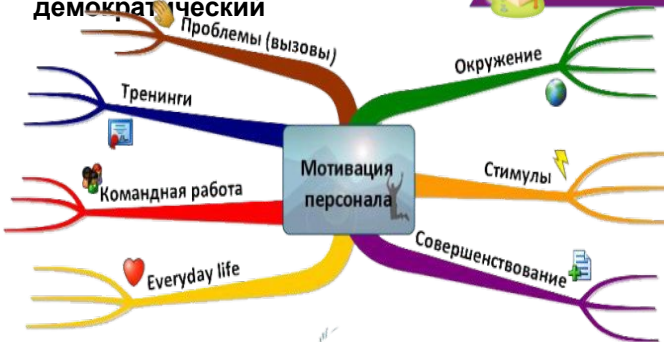 демократический
Проблемы (вызовы)
Окружение
Тренинги
Мотивация
персонала
Стимулы
Командная работа
Совершенствование
Everyday life